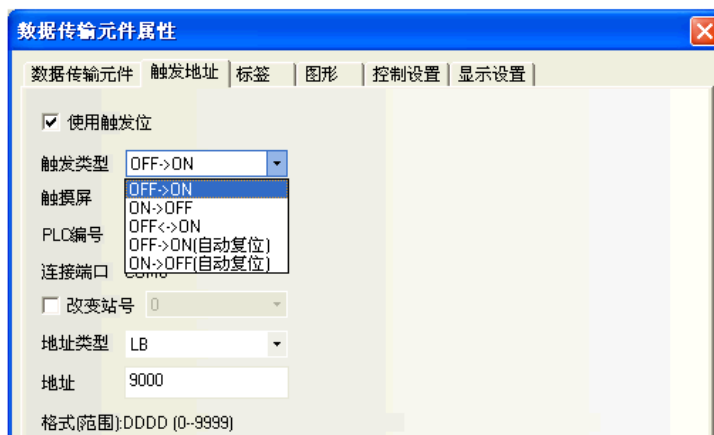 数据传输元件属性
数据传输元件 触发地址 标签 图形 控制设置 显示设置
使用触发位
触发类型 OFF->ON
OFF->ON
触摸屏
ON->OFF
OFF<->ON
PLC编号
OFF->ON(自动复位)
ON->OFF(自动复位)
连接端口
改变站号 0
地址类型 LB
地址 9000
格式(范围):DDDD (0--9999)